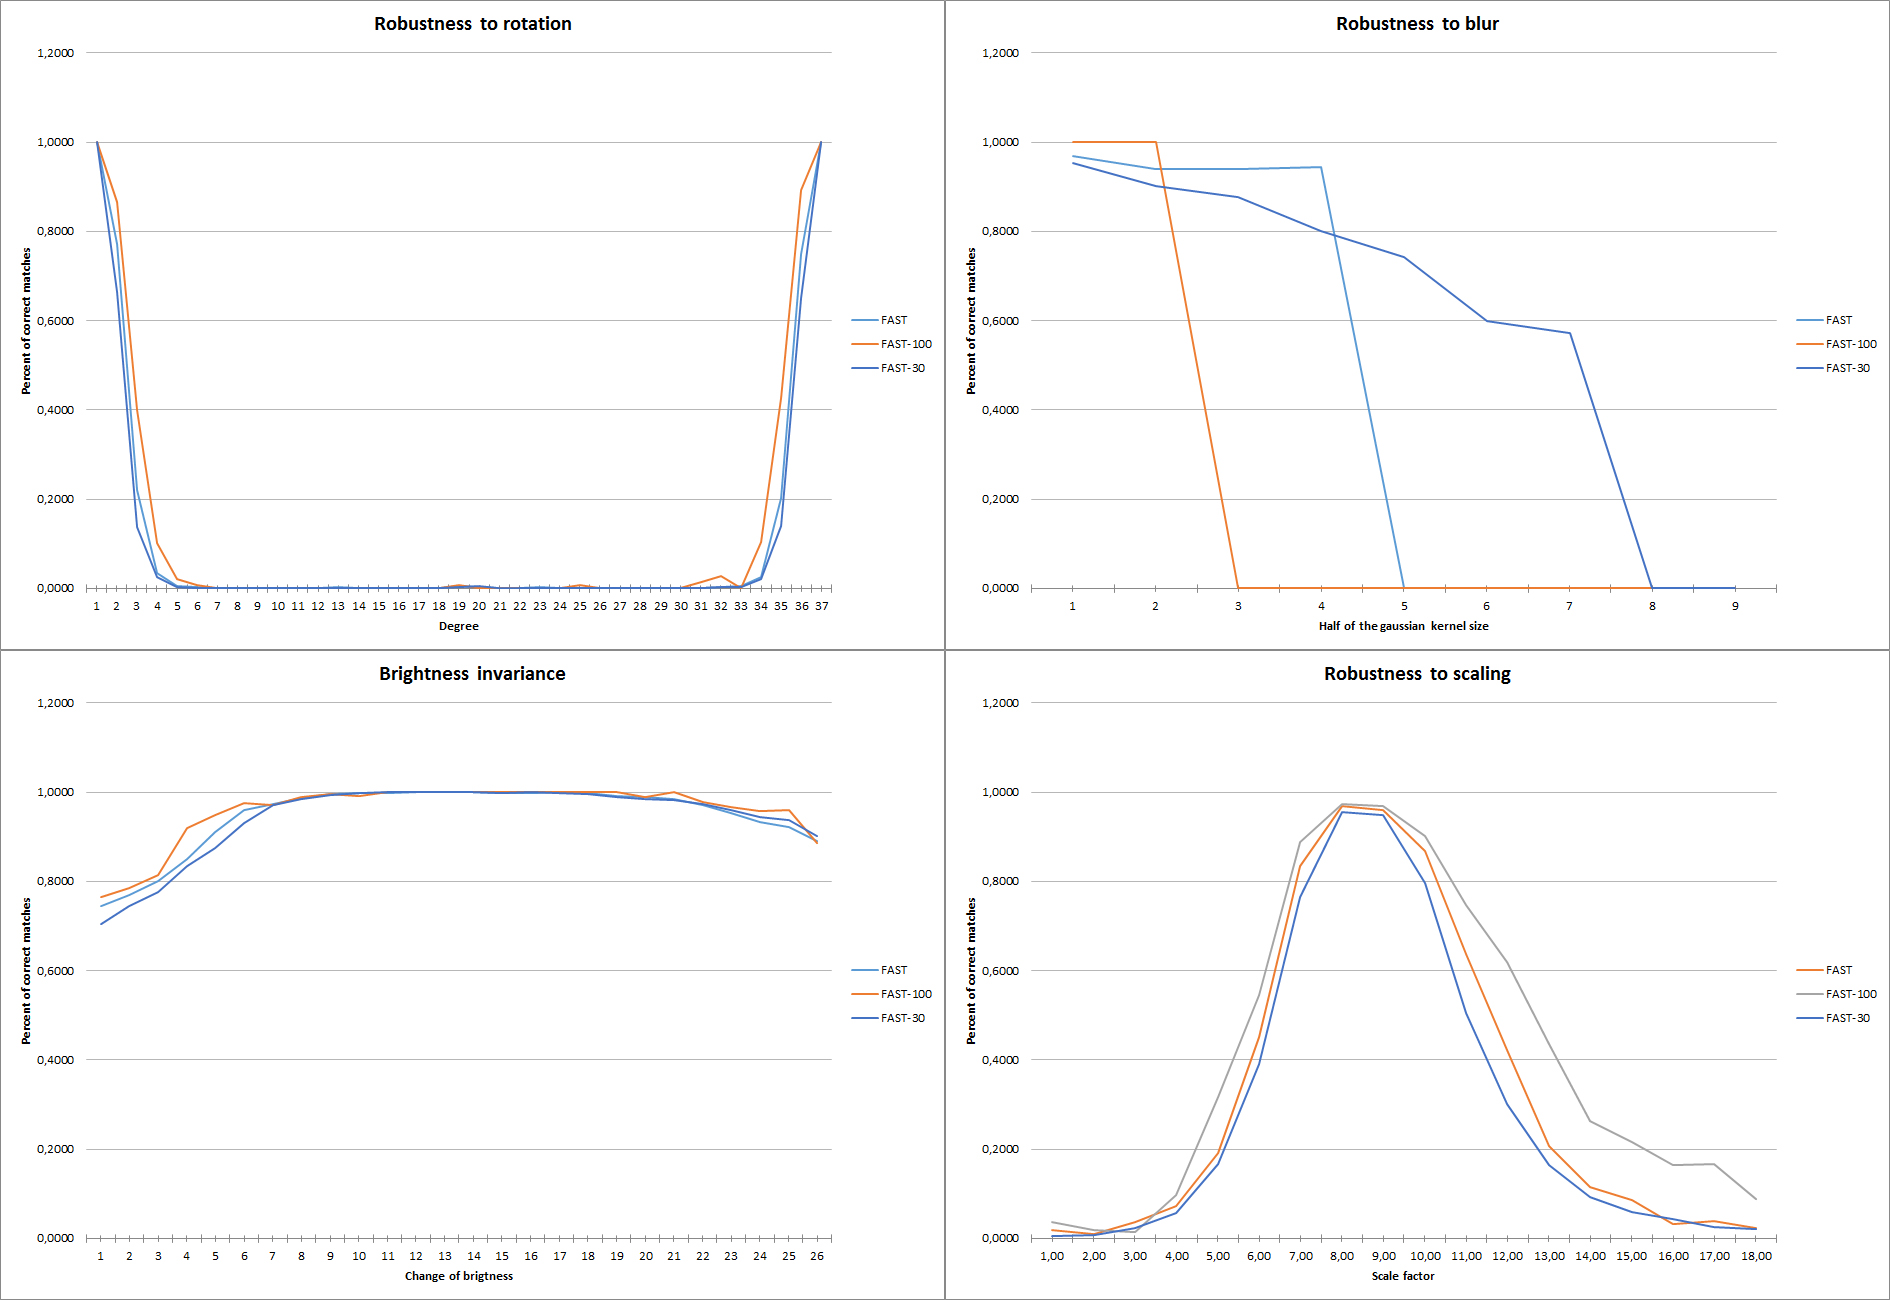 Robustness to rotation
1,2000
1,0000
0,8000
0,6000
0,4000
0,2000
0,0000
Percent of correct matches
1 2 3 4 5 6 7 8 9 10 11 12 13 14 15 16 17 18 19 20 21 22 23 24 25 26 27 28 29 30 31 32 33 34 35 36 37
Degree
FAST
FAST-100
FAST-30
Robustness to blur
1,2000
1,0000
0,8000
0,6000
0,4000
0,2000
0,0000
Percent of correct matches
1 2 3 4 5 6 7 8 9
Half of the gaussian kernel size
FAST
FAST-100
FAST-30
Brightness invariance
1,2000
1,0000
0,8000
0,6000
0,4000
0,2000
0,0000
Percent of correct matches
1 2 3 4 5 6 7 8 9 10 11 12 13 14 15 16 17 18 19 20 21 22 23 24 25 26
Change of brigtness
FAST
FAST-100
FAST-30
Robustness to scaling
1,2000
1,0000
0,8000
0,6000
0,4000
0,2000
0,0000
Percent of correct matches
1,00 2,00 3,00 4,00 5,00 6,00 7,00 8,00 9,00 10,00 11,00 12,00 13,00 14,00 15,00 16,00 17,00 18,00
Scale factor
FAST
FAST-100
FAST-30